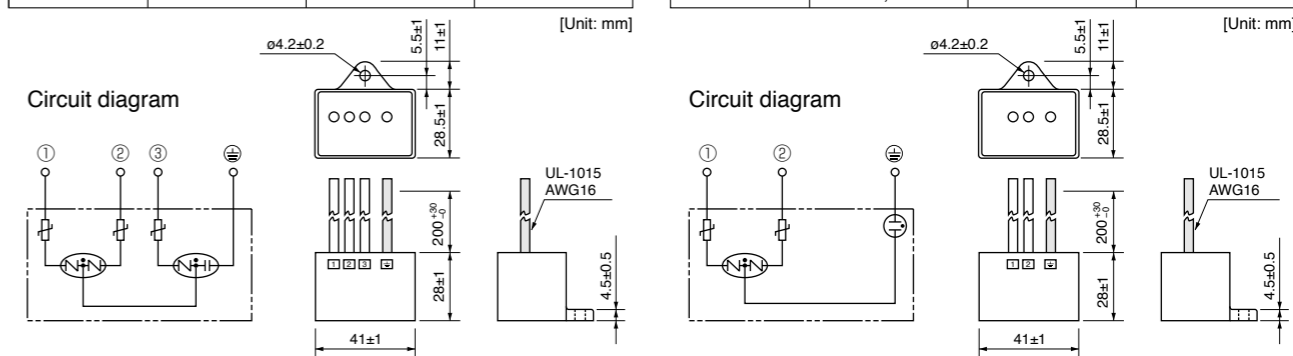 [Unit: mm]
ø4.2±0.2
5.5±1
11±1
28.5±1
Circuit diagram
① ② ③
UL-1015
AWG16
200 +30 -0
1 2 3
28±1
4.5±0.5
41±1
[Unit: mm]
ø4.2±0.2
5.5±1
11±1
28.5±1
Circuit diagram
① ②
UL-1015
AWG16
200 +30 -0
1 2
28±1
4.5±0.5
41±1